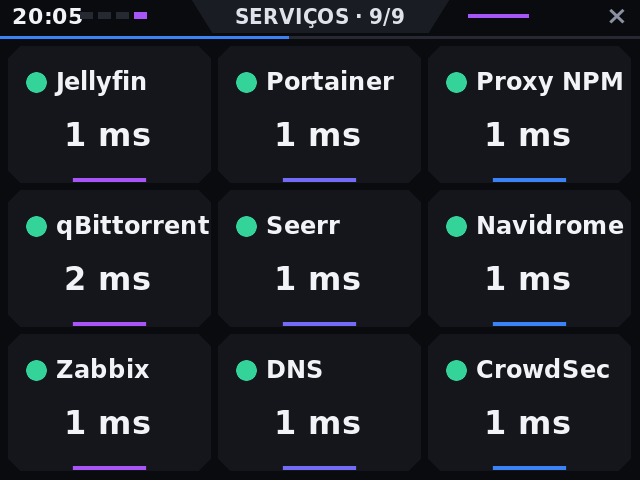 20:05 SERVIÇOS · 9/9 ✕
Jellyfin Portainer Proxy NPM
1 ms 1 ms 1 ms
qBittorrent Seerr Navidrome
2 ms 1 ms 1 ms
Zabbix DNS CrowdSec
1 ms 1 ms 1 ms